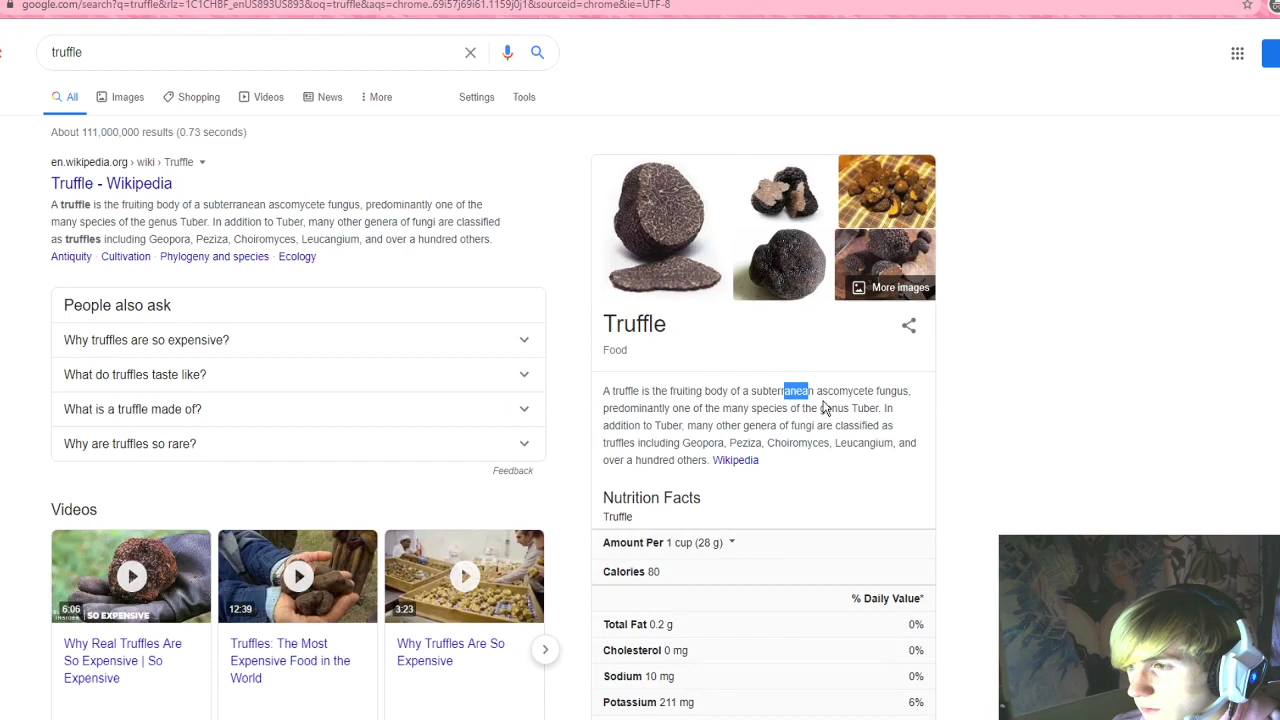 google.com/search?q=truffle&rlz=1C1CHBF_enUS893US893&oq=truffle&aqs=chrome..69i57j69i61.1159j0j1&sourceid=chrome&ie=UTF-8
truffle
All Images Shopping Videos News More Settings Tools
About 111,000,000 results (0.73 seconds)
en.wikipedia.org › wiki › Truffle
Truffle - Wikipedia
A truffle is the fruiting body of a subterranean ascomycete fungus, predominantly one of the
many species of the genus Tuber. In addition to Tuber, many other genera of fungi are classified
as truffles including Geopora, Peziza, Choiromyces, Leucangium, and over a hundred others.
Antiquity · Cultivation · Phylogeny and species · Ecology
People also ask
Why truffles are so expensive?
What do truffles taste like?
What is a truffle made of?
Why are truffles so rare?
Feedback
Videos
6:06 SO EXPENSIVE
12:39
3:23
Why Real Truffles Are
So Expensive | So
Expensive
Truffles: The Most
Expensive Food in the
World
Why Truffles Are So
Expensive
More images
Truffle
Food
A truffle is the fruiting body of a subterranean ascomycete fungus,
predominantly one of the many species of the genus Tuber. In
addition to Tuber, many other genera of fungi are classified as
truffles including Geopora, Peziza, Choiromyces, Leucangium, and
over a hundred others. Wikipedia
Nutrition Facts
Truffle
Amount Per 1 cup (28 g)
Calories 80
% Daily Value*
Total Fat 0.2 g 0%
Cholesterol 0 mg 0%
Sodium 10 mg 0%
Potassium 211 mg 6%